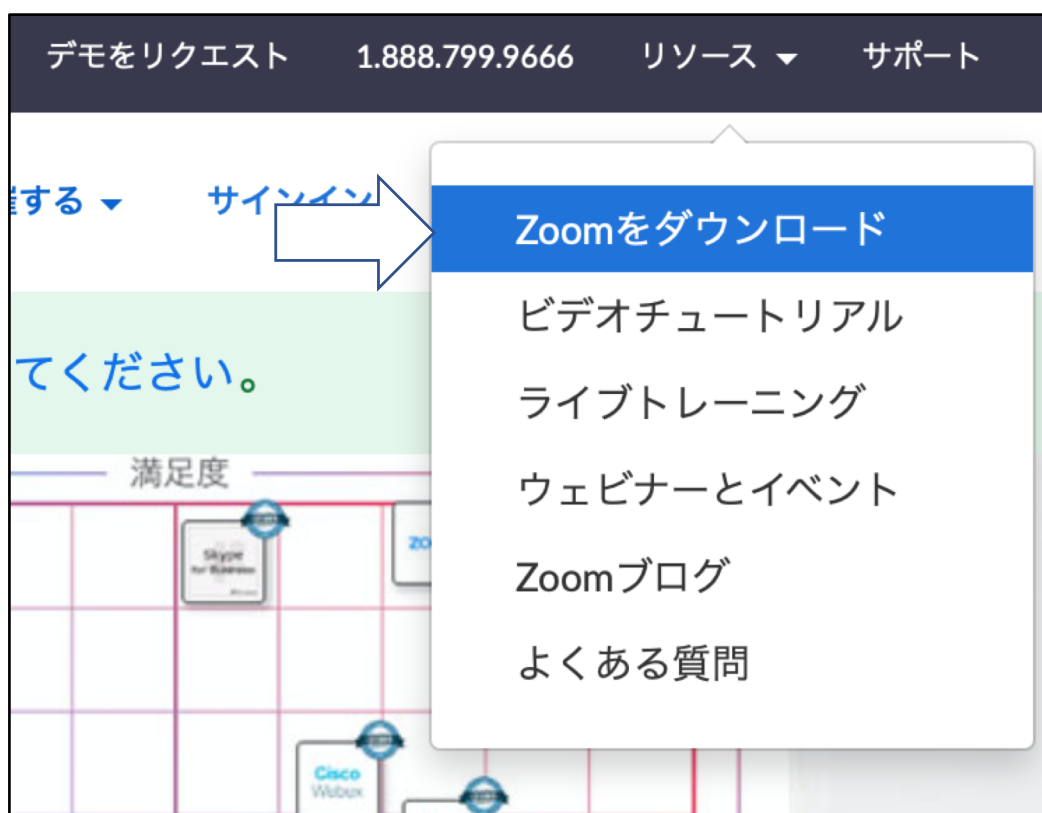 デモをリクエスト 1.888.799.9666 リソース サポート
する サインイン
Zoomをダウンロード
ビデオチュートリアル
てください。
ライブトレーニング
満足度
ウェビナーとイベント
Skype
for Business
Zoomブログ
よくある質問
Cisco
Webex